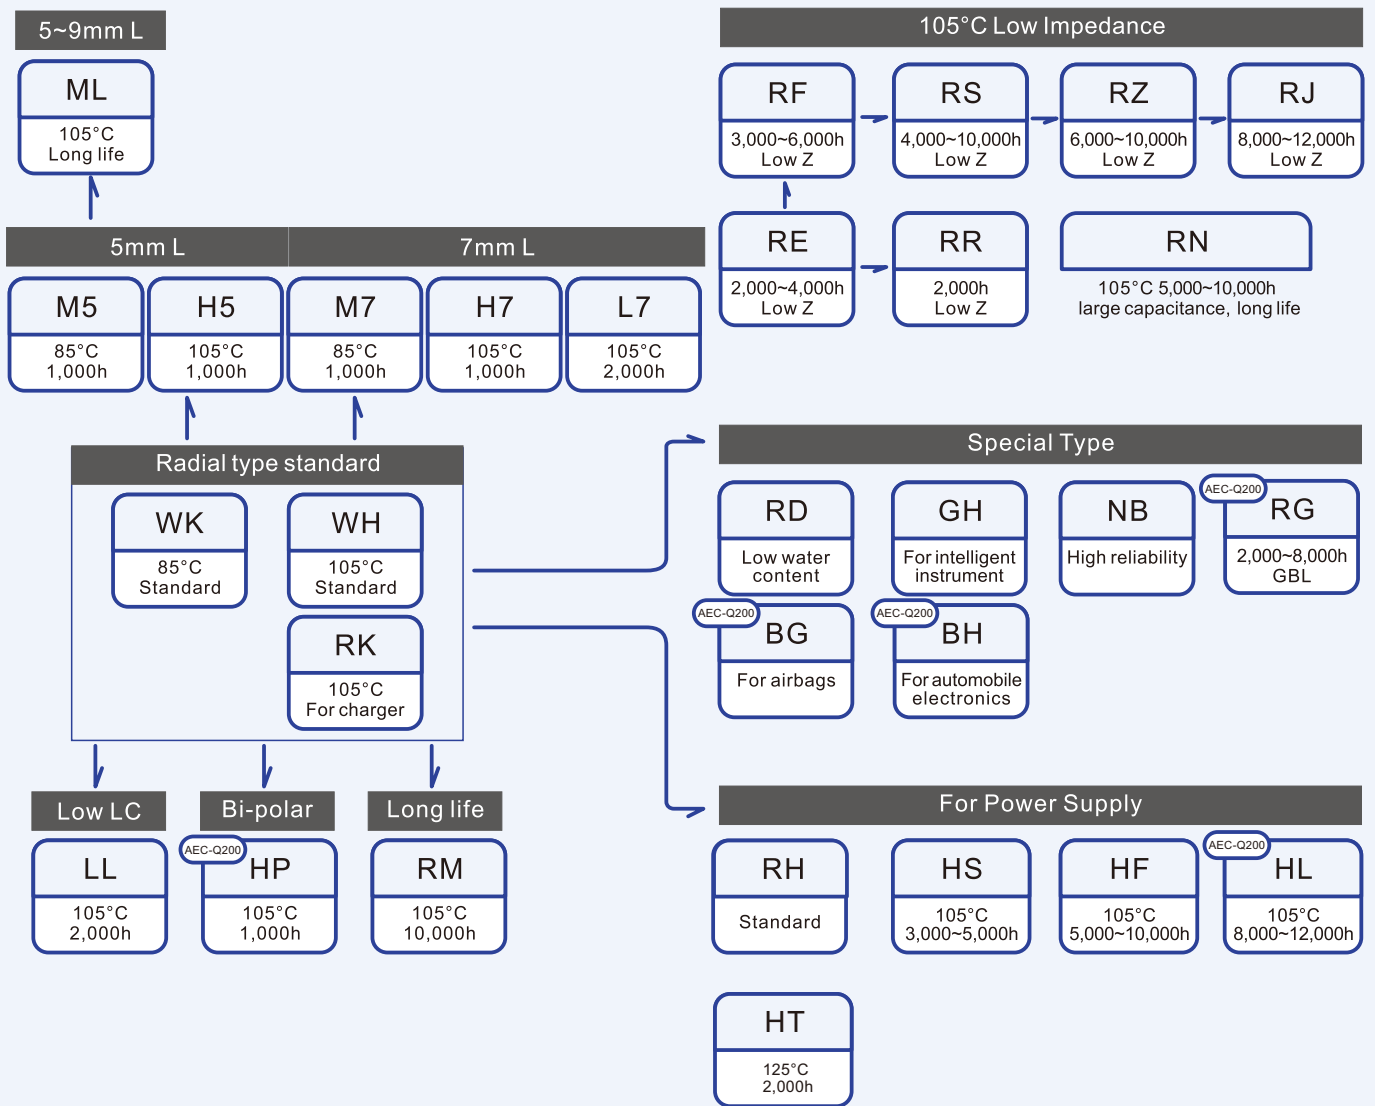 5~9mm L
ML
105°C
Long life
5mm L
7mm L
M5
85°C
1,000h
H5
105°C
1,000h
M7
85°C
1,000h
H7
105°C
1,000h
L7
105°C
2,000h
Radial type standard
WK
85°C
Standard
WH
105°C
Standard
RK
105°C
For charger
Low LC
LL
105°C
2,000h
Bi-polar
AEC-Q200
HP
105°C
1,000h
Long life
RM
105°C
10,000h
105°C Low Impedance
RF
3,000~6,000h
Low Z
RS
4,000~10,000h
Low Z
RZ
6,000~10,000h
Low Z
RJ
8,000~12,000h
Low Z
RE
2,000~4,000h
Low Z
RR
2,000h
Low Z
RN
105°C 5,000~10,000h
large capacitance, long life
Special Type
RD
Low water
content
GH
For intelligent
instrument
NB
High reliability
AEC-Q200
RG
2,000~8,000h
GBL
AEC-Q200
BG
For airbags
AEC-Q200
BH
For automobile
electronics
For Power Supply
RH
Standard
HS
105°C
3,000~5,000h
HF
105°C
5,000~10,000h
AEC-Q200
HL
105°C
8,000~12,000h
HT
125°C
2,000h